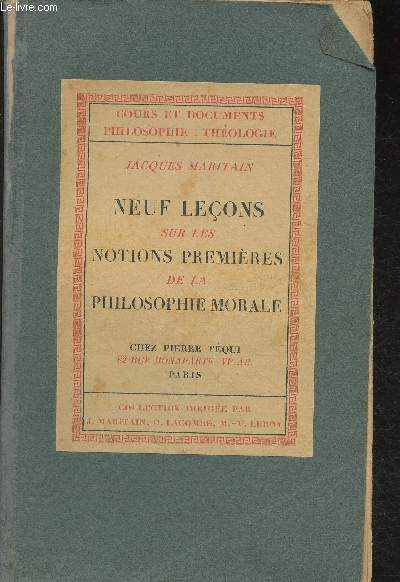 © Le-livre.com
COURS ET DOCUMENTS
PHILOSOPHIE : THÉOLOGIE
JACQUES MARITAIN
NEUF LEÇONS
SUR LES
NOTIONS PREMIÈRES
DE LA
PHILOSOPHIE MORALE
CHEZ PIERRE TÉQUI
82 RUE BONAPARTE VIᵉ AR.
PARIS
COLLECTION DIRIGÉE PAR
J. MARITAIN, O. LACOMBE, M.-V. LEROY